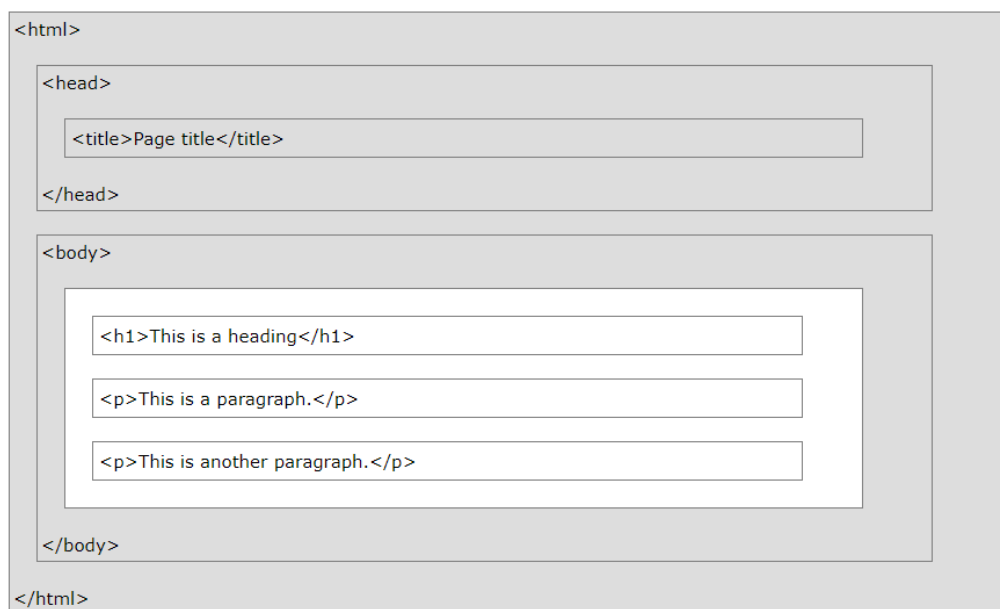 <html>
<head>
<title>Page title</title>
</head>
<body>
<h1>This is a heading</h1>
<p>This is a paragraph.</p>
<p>This is another paragraph.</p>
</body>
</html>